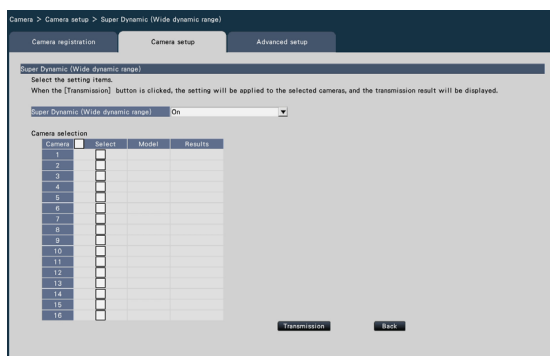 Camera > Camera setup > Super Dynamic (Wide dynamic range)
Camera registration Camera setup Advanced setup
Super Dynamic (Wide dynamic range)
Select the setting items.
When the [Transmission] button is clicked, the setting will be applied to the selected cameras, and the transmission result will be displayed.
Super Dynamic (Wide dynamic range) On
Camera selection
Camera Select Model Results
1
2
3
4
5
6
7
8
9
10
11
12
13
14
15
16
Transmission Back